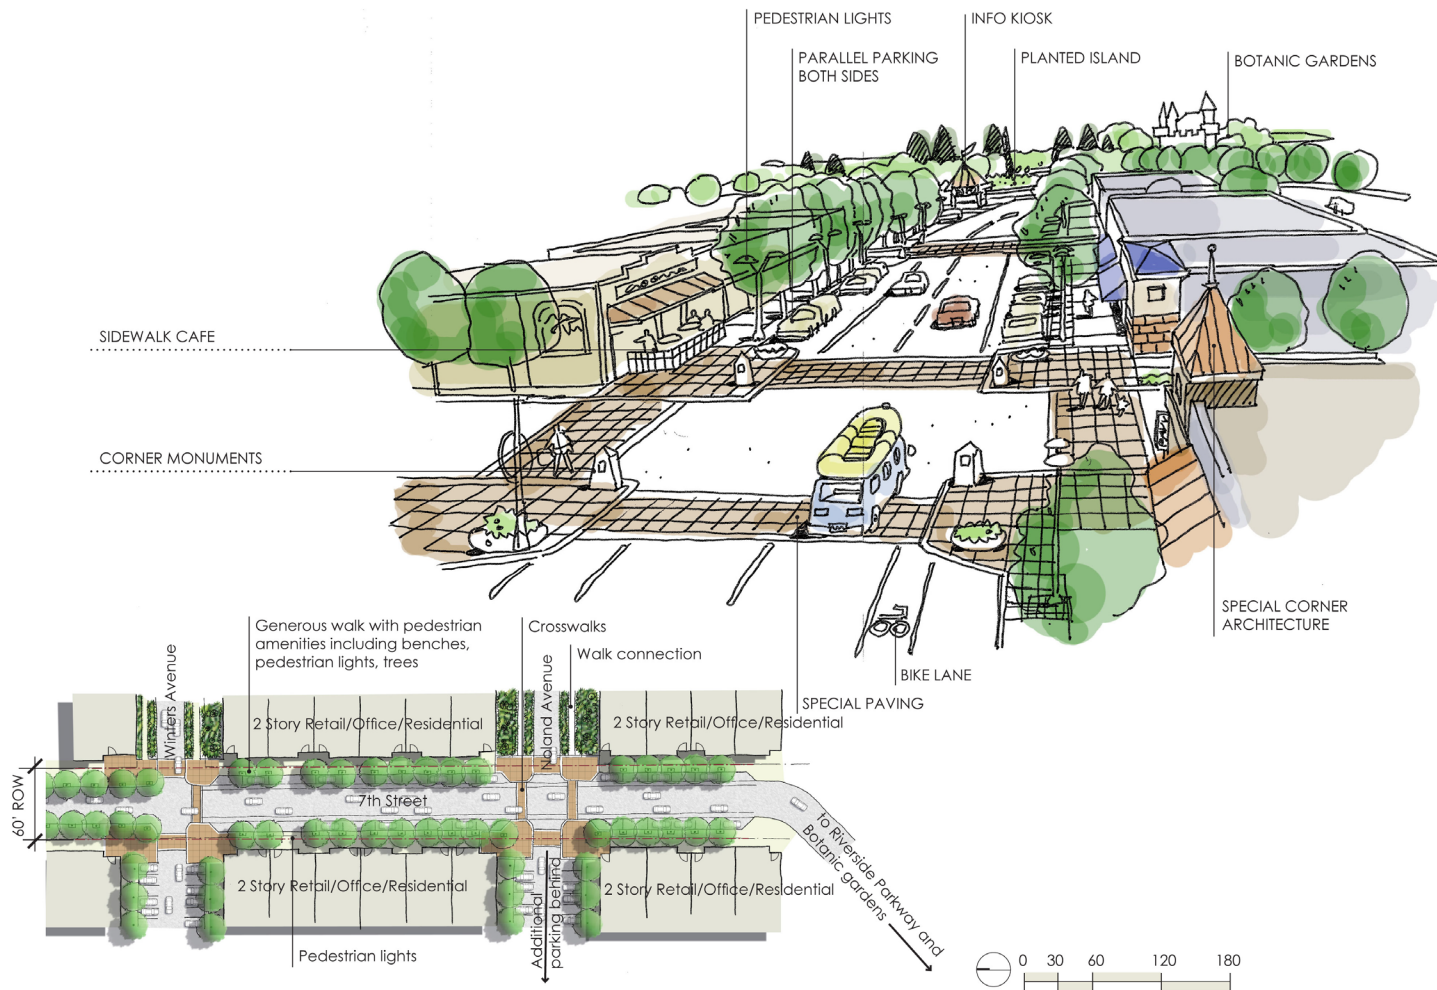 PEDESTRIAN LIGHTS
INFO KIOSK
PARALLEL PARKING
BOTH SIDES
PLANTED ISLAND
BOTANIC GARDENS
SIDEWALK CAFE
CORNER MONUMENTS
SPECIAL CORNER
ARCHITECTURE
BIKE LANE
SPECIAL PAVING
Generous walk with pedestrian
amenities including benches,
pedestrian lights, trees
Crosswalks
Walk connection
Winters Avenue
Noland Avenue
2 Story Retail/Office/Residential
2 Story Retail/Office/Residential
60' ROW
7th Street
to Riverside Parkway and
Botanic gardens
2 Story Retail/Office/Residential
2 Story Retail/Office/Residential
Additional
parking behind
Pedestrian lights
0 30 60 120 180